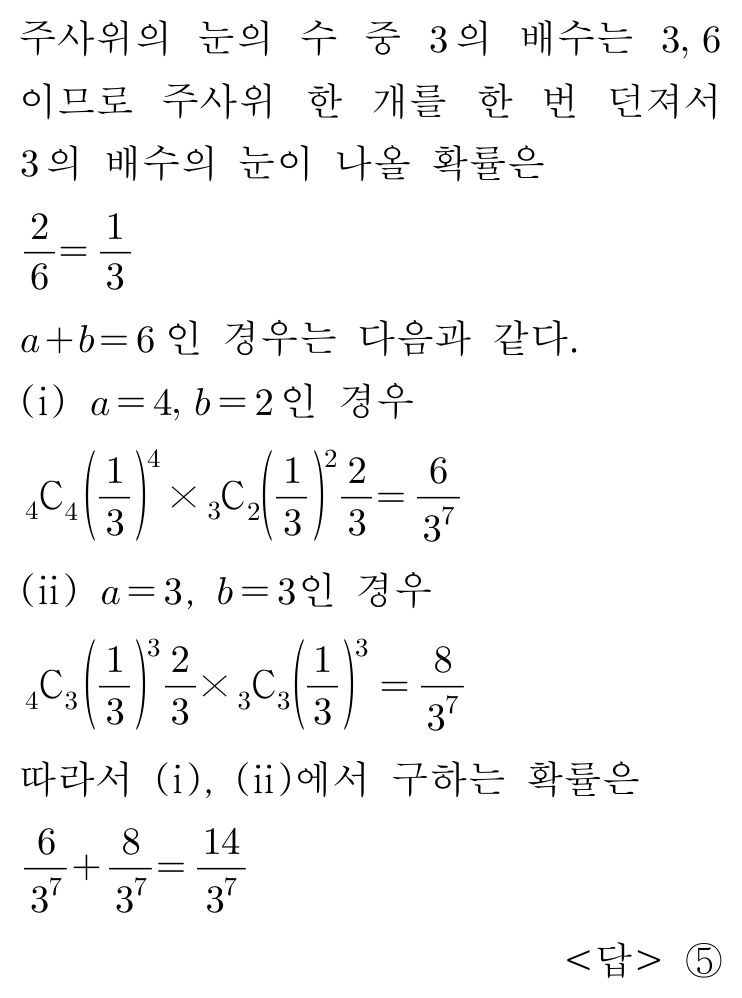 주사위의 눈의 수 중 3의 배수는 3, 6
이므로 주사위 한 개를 한 번 던져서
3의 배수의 눈이 나올 확률은
2/6 = 1/3
a+b=6 인 경우는 다음과 같다.
(i) a=4, b=2인 경우
₄C₄(1/3)⁴ × ₃C₂(1/3)² 2/3 = 6/3⁷
(ii) a=3, b=3인 경우
₄C₃(1/3)³ 2/3 × ₃C₃(1/3)³ = 8/3⁷
따라서 (i), (ii)에서 구하는 확률은
6/3⁷ + 8/3⁷ = 14/3⁷
<답> ⑤